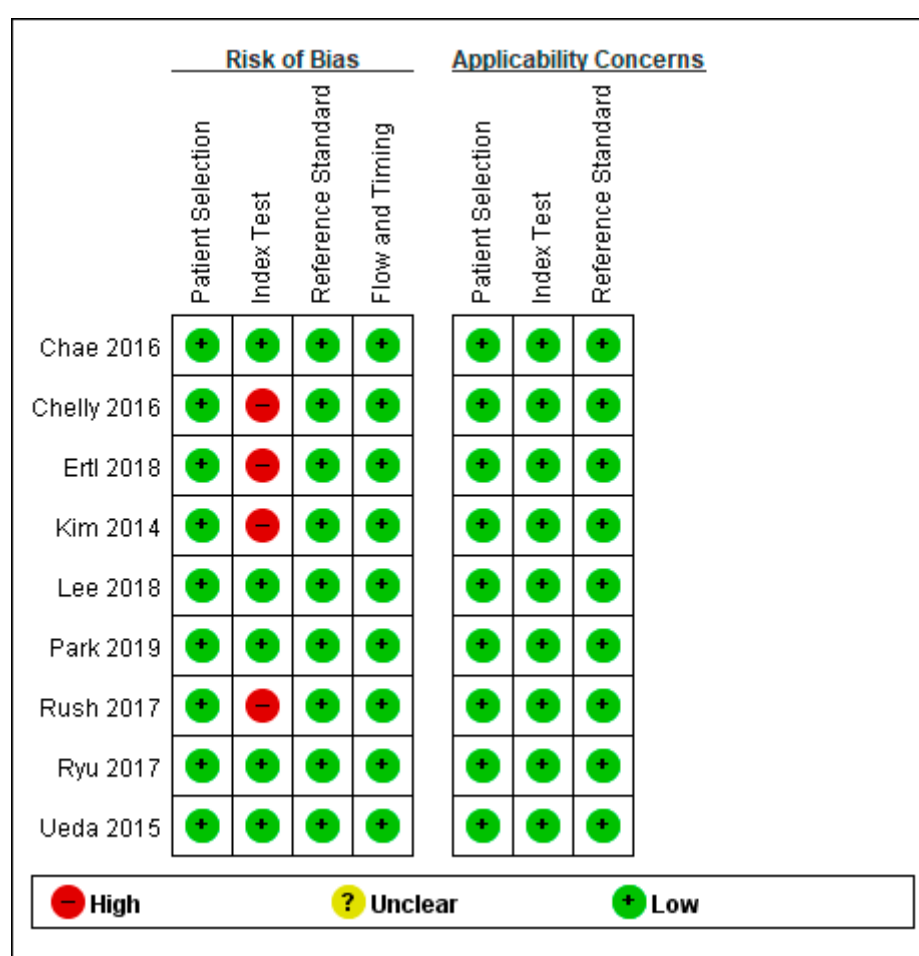 Risk of Bias Applicability Concerns
Patient Selection
Index Test
Reference Standard
Flow and Timing
Patient Selection
Index Test
Reference Standard
Chae 2016 + + + + + + +
Chelly 2016 + − + + + + +
Ertl 2018 + − + + + + +
Kim 2014 + − + + + + +
Lee 2018 + + + + + + +
Park 2019 + + + + + + +
Rush 2017 + − + + + + +
Ryu 2017 + + + + + + +
Ueda 2015 + + + + + + +
− High ? Unclear + Low